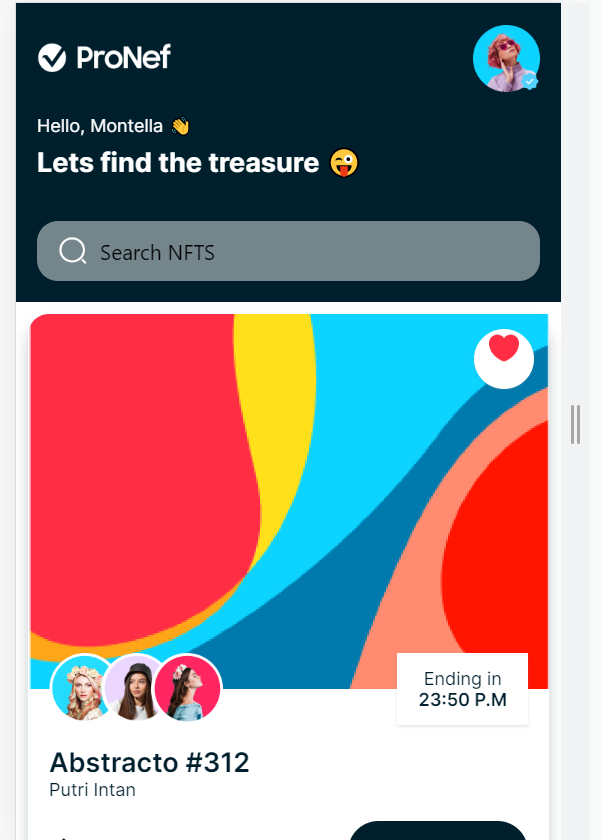 ProNef
Hello, Montella 👋
Lets find the treasure 😜
Search NFTS
Ending in
23:50 P.M
Abstracto #312
Putri Intan